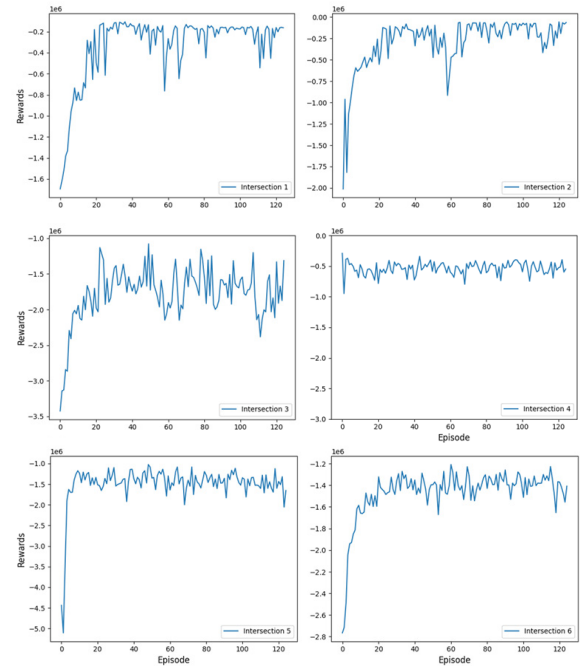 1e6
−0.2
−0.4
−0.6
−0.8
−1.0
−1.2
−1.4
−1.6
Rewards
0 20 40 60 80 100 120
Intersection 1
1e6
0.00
−0.25
−0.50
−0.75
−1.00
−1.25
−1.50
−1.75
−2.00
0 20 40 60 80 100 120
Intersection 2
1e6
−1.0
−1.5
−2.0
−2.5
−3.0
−3.5
Rewards
0 20 40 60 80 100 120
Intersection 3
1e6
0.0
−0.5
−1.0
−1.5
−2.0
−2.5
−3.0
0 20 40 60 80 100 120
Episode
Intersection 4
1e6
−1.0
−1.5
−2.0
−2.5
−3.0
−3.5
−4.0
−4.5
−5.0
Rewards
0 20 40 60 80 100 120
Episode
Intersection 5
1e6
−1.2
−1.4
−1.6
−1.8
−2.0
−2.2
−2.4
−2.6
−2.8
0 20 40 60 80 100 120
Episode
Intersection 6